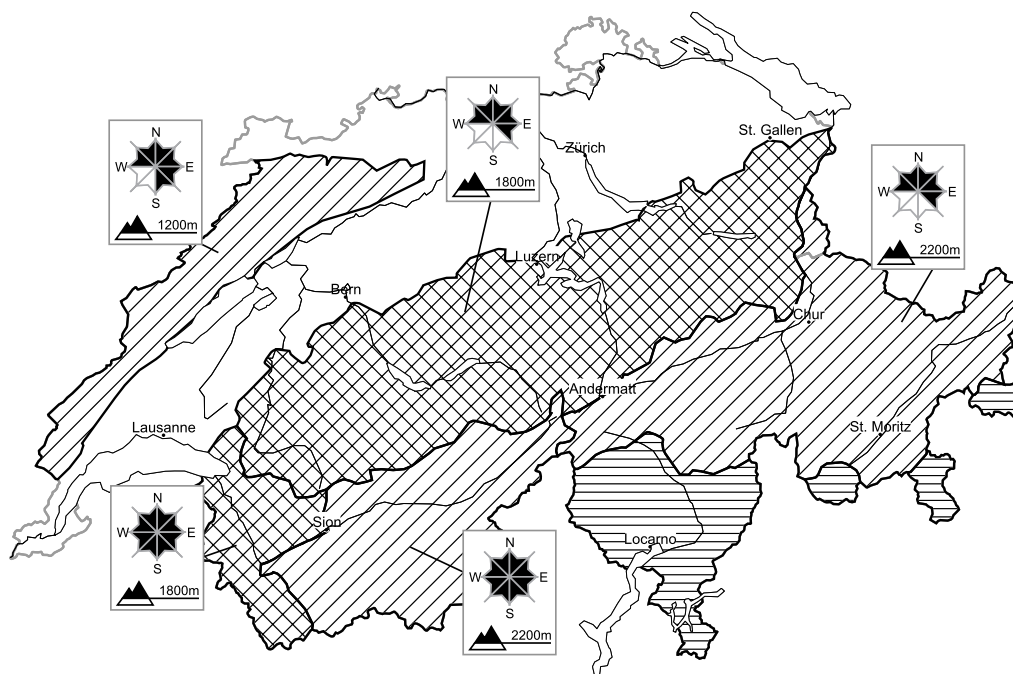 N
W E
S
1200m
N
W E
S
1800m
N
W E
S
2200m
St. Gallen
Zürich
Luzern
Bern
Chur
Andermatt
Lausanne
St. Moritz
Sion
Locarno
N
W E
S
1800m
N
W E
S
2200m